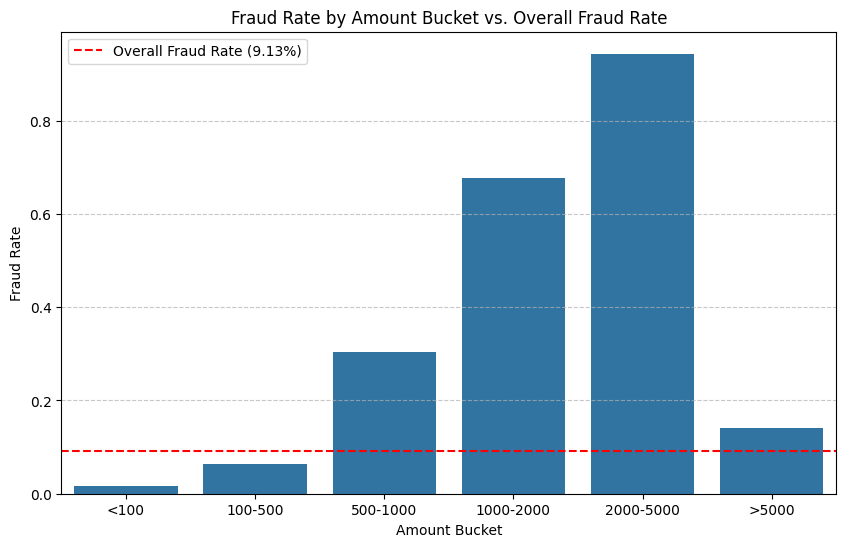 Fraud Rate by Amount Bucket vs. Overall Fraud Rate
Overall Fraud Rate (9.13%)
Fraud Rate
0.8
0.6
0.4
0.2
0.0
<100
100-500
500-1000
1000-2000
2000-5000
>5000
Amount Bucket